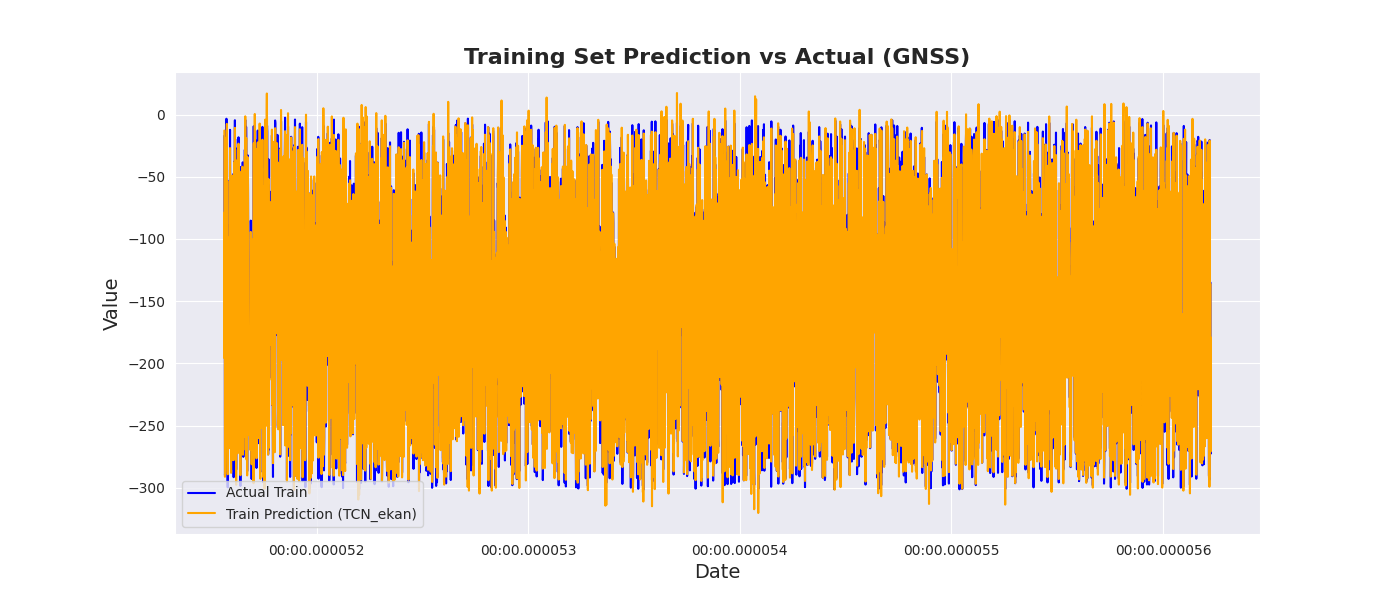 Training Set Prediction vs Actual (GNSS)
Value
0
−50
−100
−150
−200
−250
−300
Actual Train
Train Prediction (TCN_ekan)
00:00.000052 00:00.000053 00:00.000054 00:00.000055 00:00.000056
Date